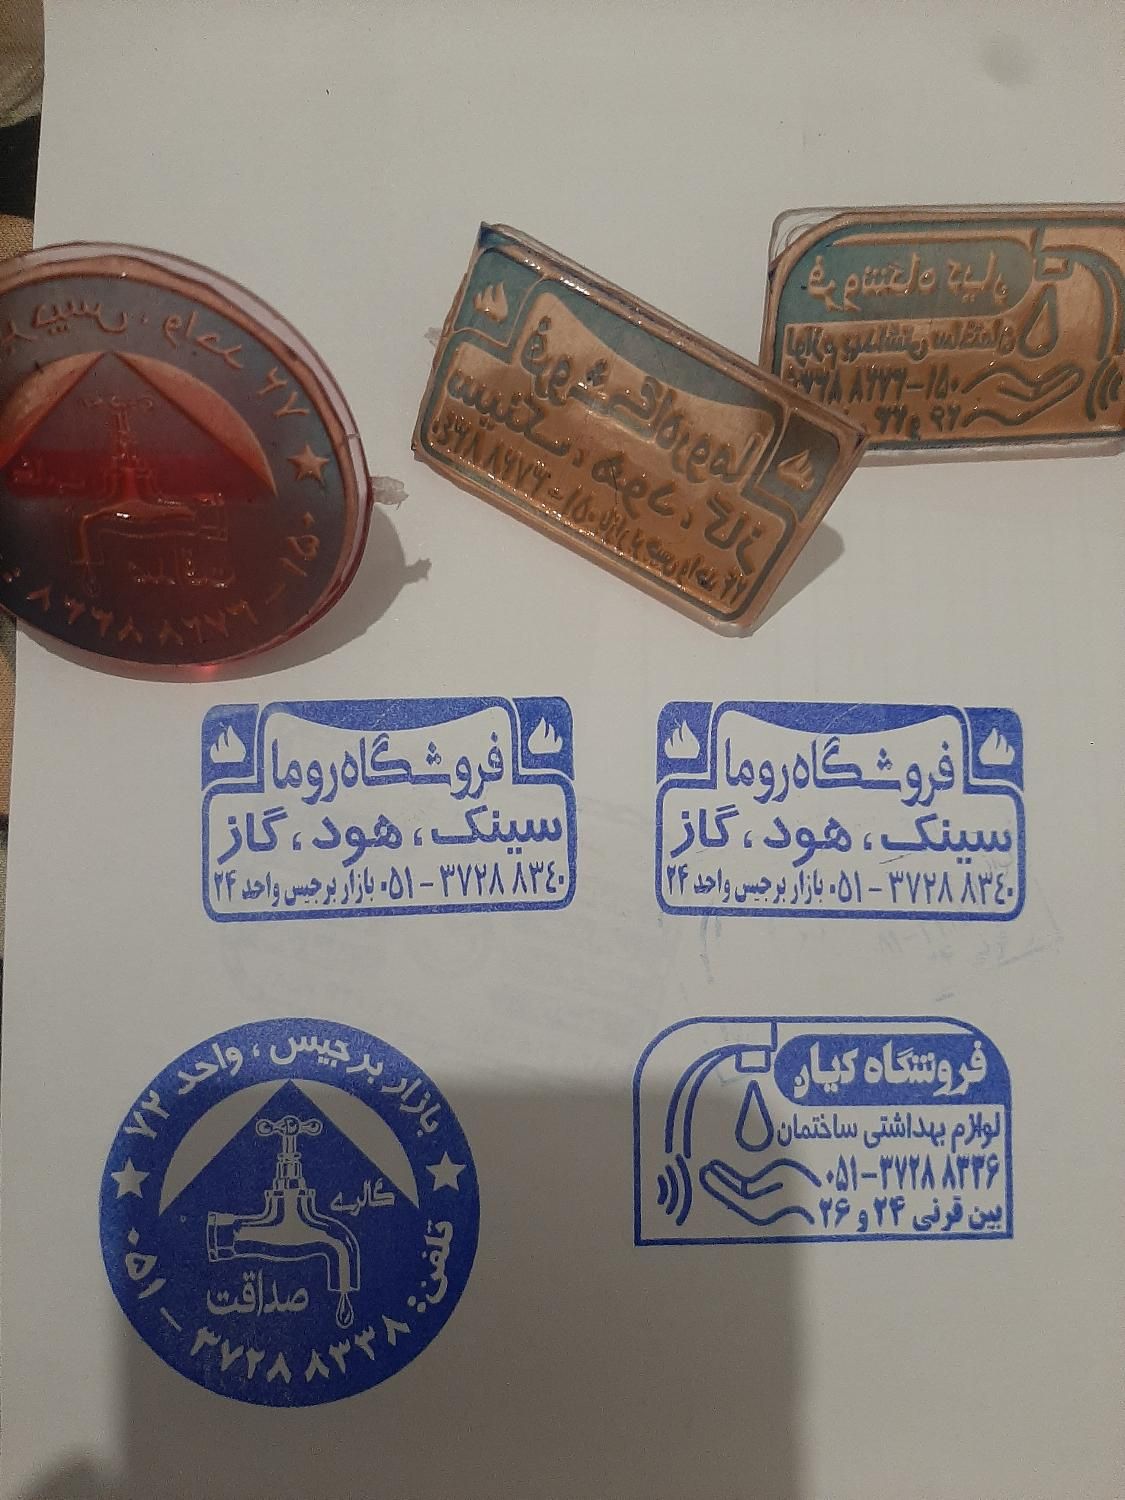 فروشگاه روما
سینک، هود، گاز
۰۵۱-۳۷۲۸ ۸۳۴۰ بازار برجیس واحد ۲۴
فروشگاه روما
سینک، هود، گاز
۰۵۱-۳۷۲۸ ۸۳۴۰ بازار برجیس واحد ۲۴
بازار برجیس، واحد ۷۲
گالری
صداقت
تلفن: ۰۵۱-۳۷۲۸ ۸۳۳۸
فروشگاه کیان
لوازم بهداشتی ساختمان
۰۵۱-۳۷۲۸ ۸۳۳۶
بین قرنی ۲۴ و ۲۶